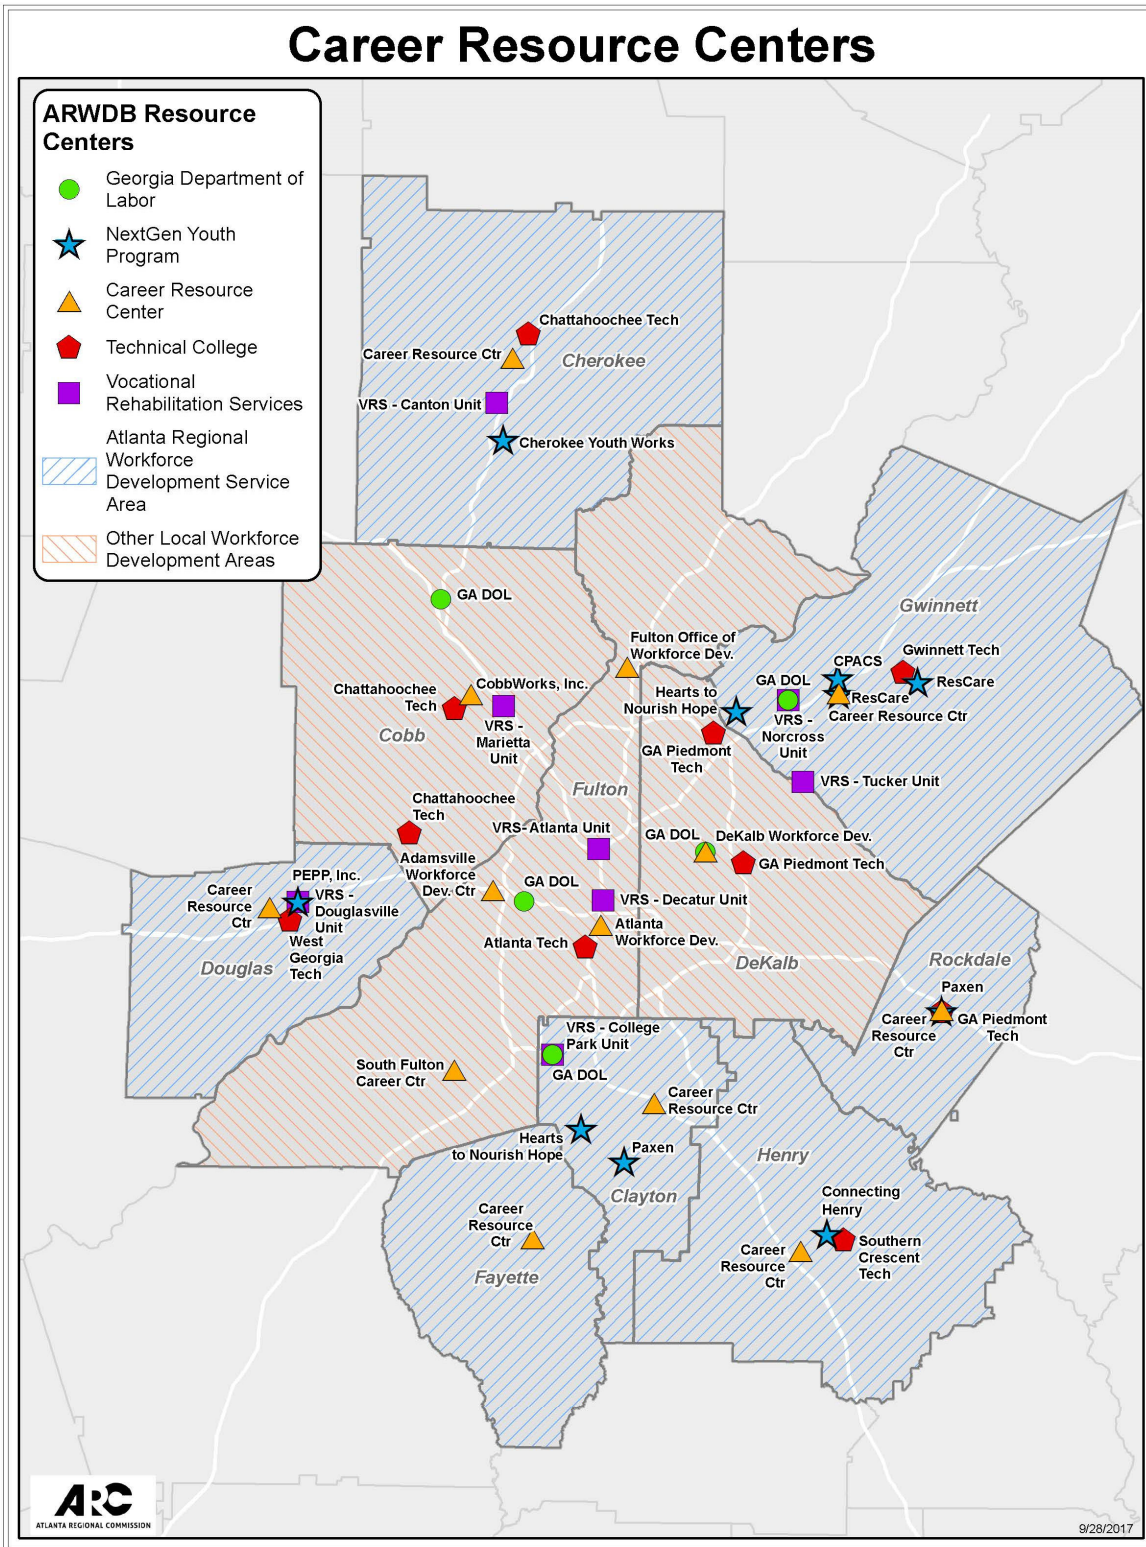 Career Resource Centers
ARWDB Resource
Centers
Georgia Department of
Labor
NextGen Youth
Program
Career Resource
Center
Technical College
Vocational
Rehabilitation Services
Atlanta Regional
Workforce
Development Service
Area
Other Local Workforce
Development Areas
Chattahoochee Tech
Career Resource Ctr
Cherokee
VRS - Canton Unit
Cherokee Youth Works
GA DOL
Gwinnett
Fulton Office of
Workforce Dev.
Gwinnett Tech
CPACS
ResCare
GA DOL
ResCare
Career Resource Ctr
VRS -
Norcross
Unit
Hearts to
Nourish Hope
CobbWorks, Inc.
Chattahoochee
Tech
VRS -
Marietta
Unit
Cobb
GA Piedmont
Tech
VRS - Tucker Unit
Fulton
Chattahoochee
Tech
VRS- Atlanta Unit
GA DOL
DeKalb Workforce Dev.
GA Piedmont Tech
Adamsville
Workforce
Dev. Ctr
GA DOL
VRS - Decatur Unit
PEPP, Inc.
VRS -
Douglasville
Unit
Career
Resource
Ctr
West
Georgia
Tech
Douglas
Atlanta
Workforce Dev.
Atlanta Tech
DeKalb
Rockdale
Paxen
Career
Resource
Ctr
GA Piedmont
Tech
VRS - College
Park Unit
GA DOL
South Fulton
Career Ctr
Career
Resource Ctr
Hearts
to Nourish Hope
Paxen
Clayton
Henry
Connecting
Henry
Southern
Crescent
Tech
Career
Resource
Ctr
Career
Resource
Ctr
Fayette
ARC
ATLANTA REGIONAL COMMISSION
9/28/2017